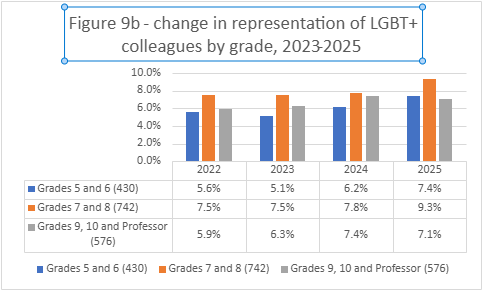 Figure 9b - change in representation of LGBT+
colleagues by grade, 2023-2025
10.0%
8.0%
6.0%
4.0%
2.0%
0.0%
2022 2023 2024 2025
Grades 5 and 6 (430) 5.6% 5.1% 6.2% 7.4%
Grades 7 and 8 (742) 7.5% 7.5% 7.8% 9.3%
Grades 9, 10 and Professor
(576) 5.9% 6.3% 7.4% 7.1%
Grades 5 and 6 (430) Grades 7 and 8 (742) Grades 9, 10 and Professor (576)